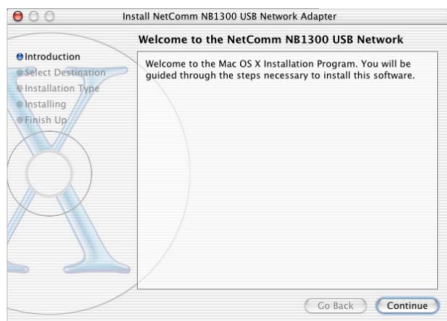 Install NetComm NB1300 USB Network Adapter
Welcome to the NetComm NB1300 USB Network
Introduction
Select Destination
Installation Type
Installing
Finish Up
Welcome to the Mac OS X Installation Program. You will be
guided through the steps necessary to install this software.
Go Back
Continue